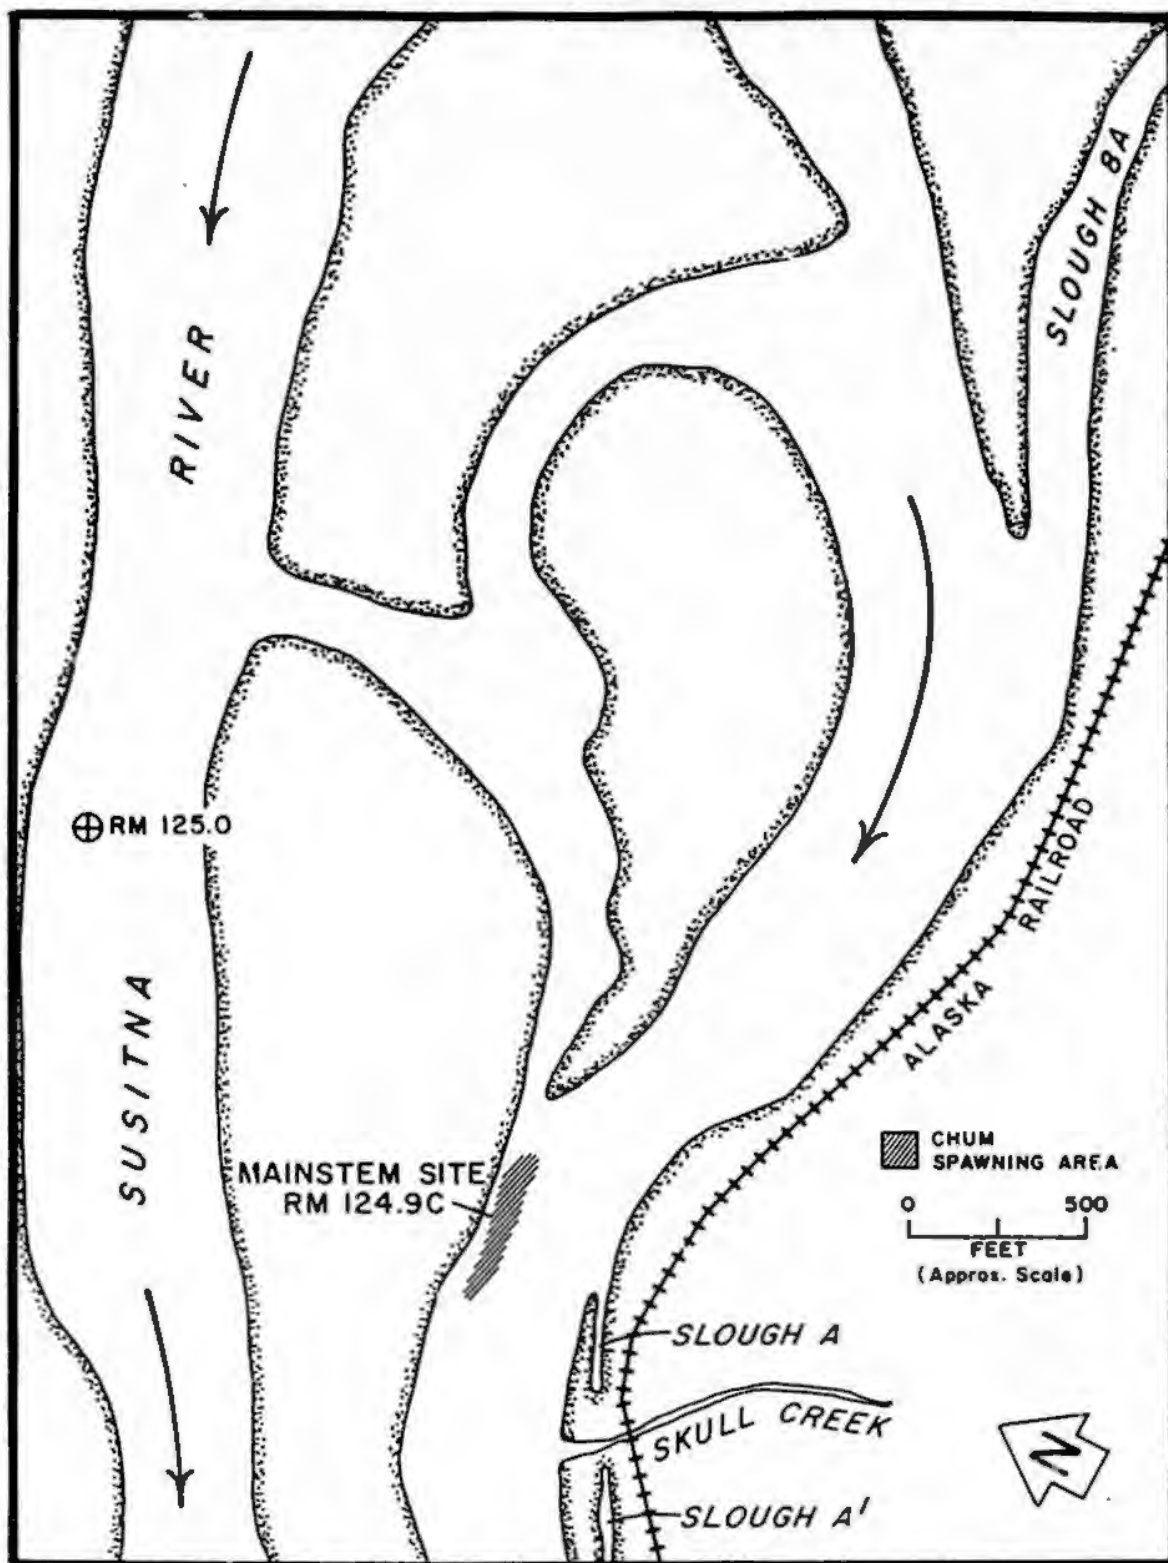 SLOUGH 8A
RIVER
RM 125.0
RAILROAD
ALASKA
SUSITNA
CHUM
SPAWNING AREA
MAINSTEM SITE
RM 124.9C
0 500
FEET
(Approx. Scale)
SLOUGH A
SKULL CREEK
N
SLOUGH A'